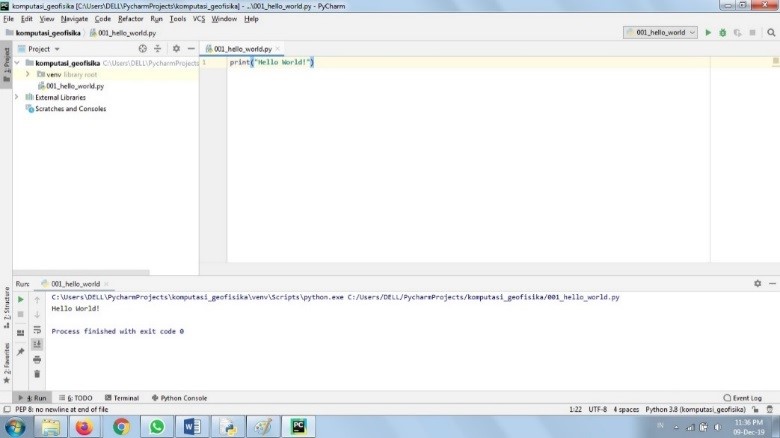 komputasi_geofisika [C:\Users\DELL\PycharmProjects\komputasi_geofisika] - ...\001_hello_world.py - PyCharm
File Edit View Navigate Code Refactor Run Tools VCS Window Help
komputasi_geofisika 001_hello_world.py
001_hello_world
1: Project
Project
001_hello_world.py
komputasi_geofisika C:\Users\DELL\PycharmProjects
venv library root
001_hello_world.py
External Libraries
Scratches and Consoles
1 print("Hello World!")
Run: 001_hello_world
C:\Users\DELL\PycharmProjects\komputasi_geofisika\venv\Scripts\python.exe C:/Users/DELL/PycharmProjects/komputasi_geofisika/001_hello_world.py
Hello World!
Process finished with exit code 0
7: Structure
2: Favorites
4: Run 6: TODO Terminal Python Console Event Log
PEP 8: no newline at end of file 1:22 UTF-8 4 spaces Python 3.8 (komputasi_geofisika)
IN 11:36 PM
09-Dec-19